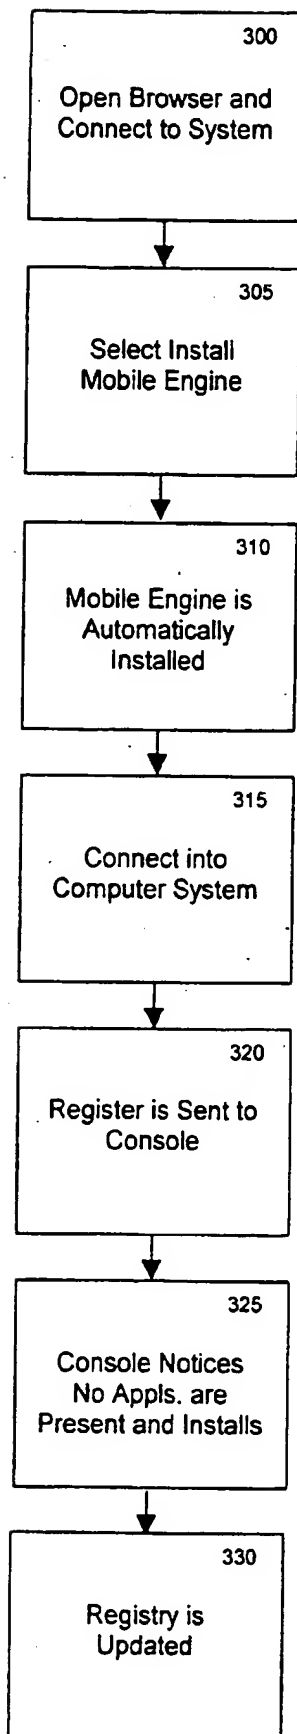 300
Open Browser and
Connect to System
305
Select Install
Mobile Engine
310
Mobile Engine is
Automatically
Installed
315
Connect into
Computer System
320
Register is Sent to
Console
325
Console Notices
No Appls. are
Present and Installs
330
Registry is
Updated